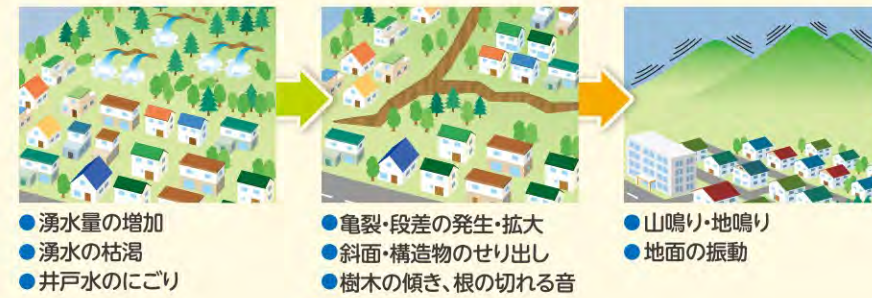 ●湧水量の増加
●湧水の枯渇
●井戸水のにごり
●亀裂・段差の発生・拡大
●斜面・構造物のせり出し
●樹木の傾き、根の切れる音
●山鳴り・地鳴り
●地面の振動